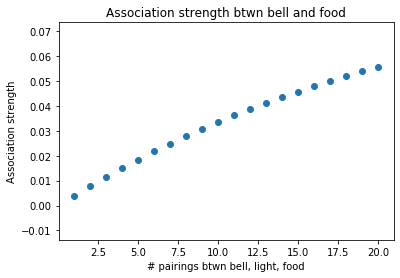 Association strength btwn bell and food
0.07
0.06
0.05
0.04
0.03
0.02
0.01
0.00
−0.01
Association strength
2.5 5.0 7.5 10.0 12.5 15.0 17.5 20.0
# pairings btwn bell, light, food